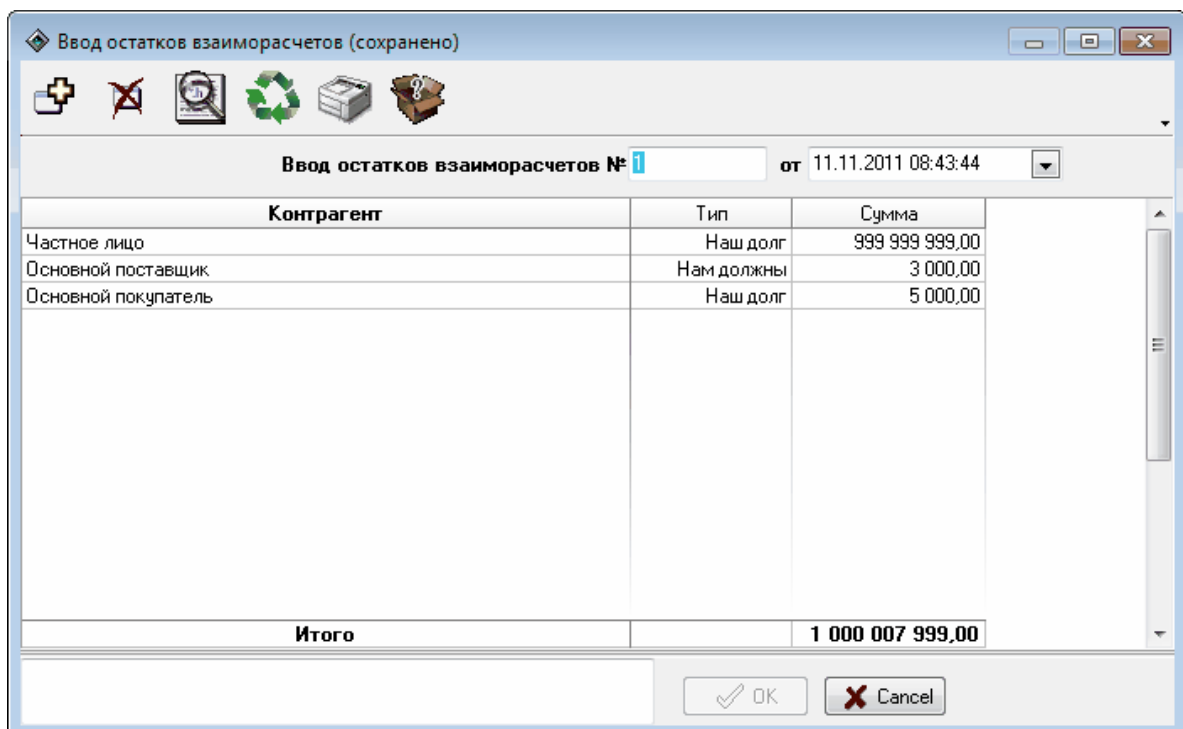 Ввод остатков взаиморасчетов (сохранено)
Ввод остатков взаиморасчетов № 1 от 11.11.2011 08:43:44
Контрагент Тип Сумма
Частное лицо Наш долг 999 999 999,00
Основной поставщик Нам должны 3 000,00
Основной покупатель Наш долг 5 000,00
Итого 1 000 007 999,00
OK Cancel